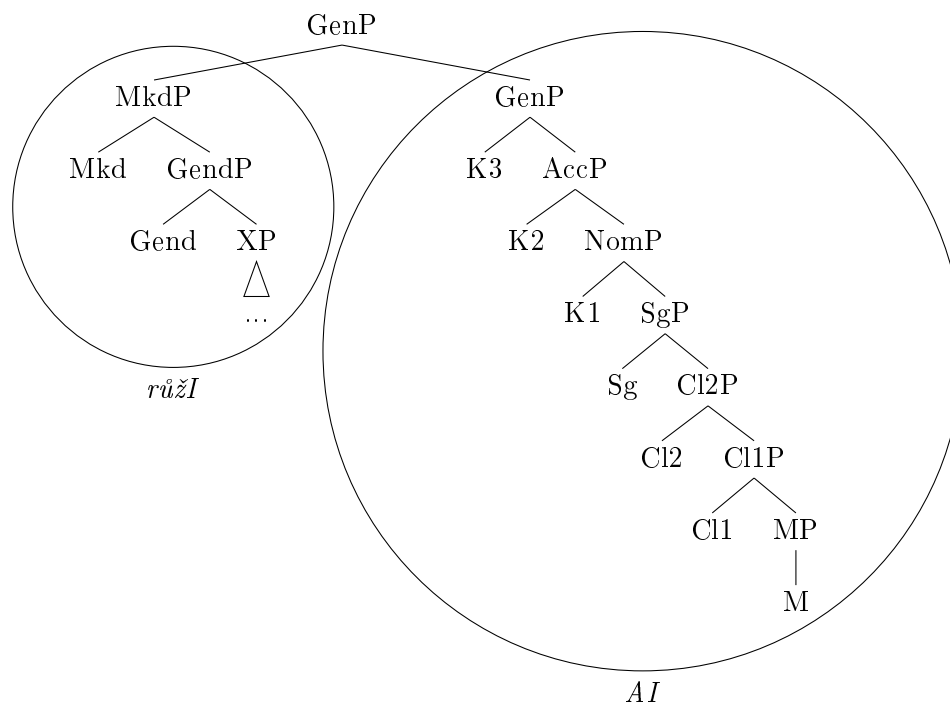 GenP
MkdP GenP
Mkd GendP K3 AccP
Gend XP K2 NomP
... K1 SgP
růžI Sg Cl2P
Cl2 Cl1P
Cl1 MP
M
AI